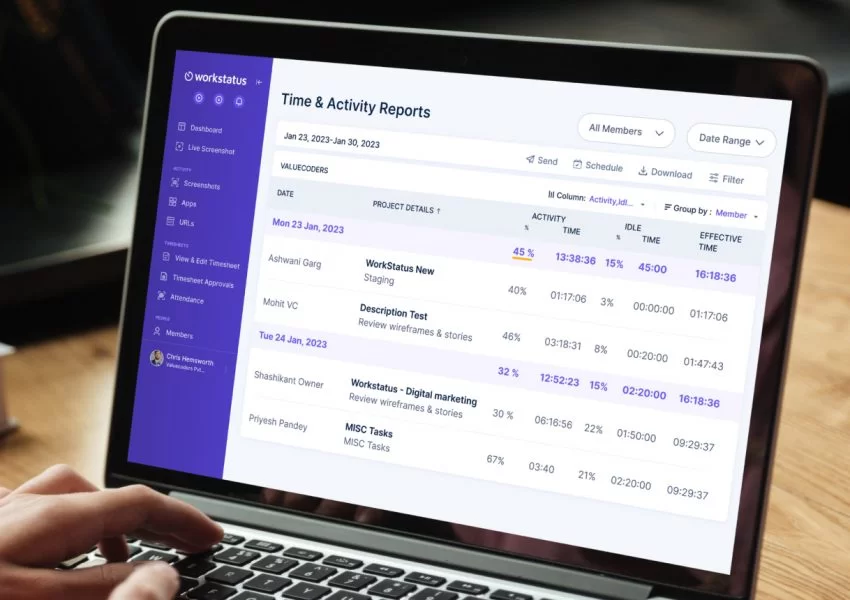 workstatus
Dashboard
Live Screenshot
ACTIVITY
Screenshots
Apps
URLs
TIMESHEETS
View & Edit Timesheet
Timesheet Approvals
Attendance
PEOPLE
Members
Chris Hemsworth
Valuecoders Pvt...
Time & Activity Reports
All Members
Date Range
Jan 23, 2023-Jan 30, 2023
Send
Schedule
Download
Filter
VALUECODERS
Column: Activity,Idl...
Group by : Member
DATE
PROJECT DETAILS ↑
ACTIVITY
% TIME
IDLE
% TIME
EFFECTIVE
TIME
Mon 23 Jan, 2023
45 % 13:38:36 15% 45:00 16:18:36
Ashwani Garg
WorkStatus New
Staging
40% 01:17:06 3% 00:00:00 01:17:06
Mohit VC
Description Test
Review wireframes & stories
46% 03:18:31 8% 00:20:00 01:47:43
Tue 24 Jan, 2023
32 % 12:52:23 15% 02:20:00 16:18:36
Shashikant Owner
Workstatus - Digital marketing
Review wireframes & stories
30 % 06:16:56 22% 01:50:00 09:29:37
Priyesh Pandey
MISC Tasks
MISC Tasks
67% 03:40 21% 02:20:00 09:29:37